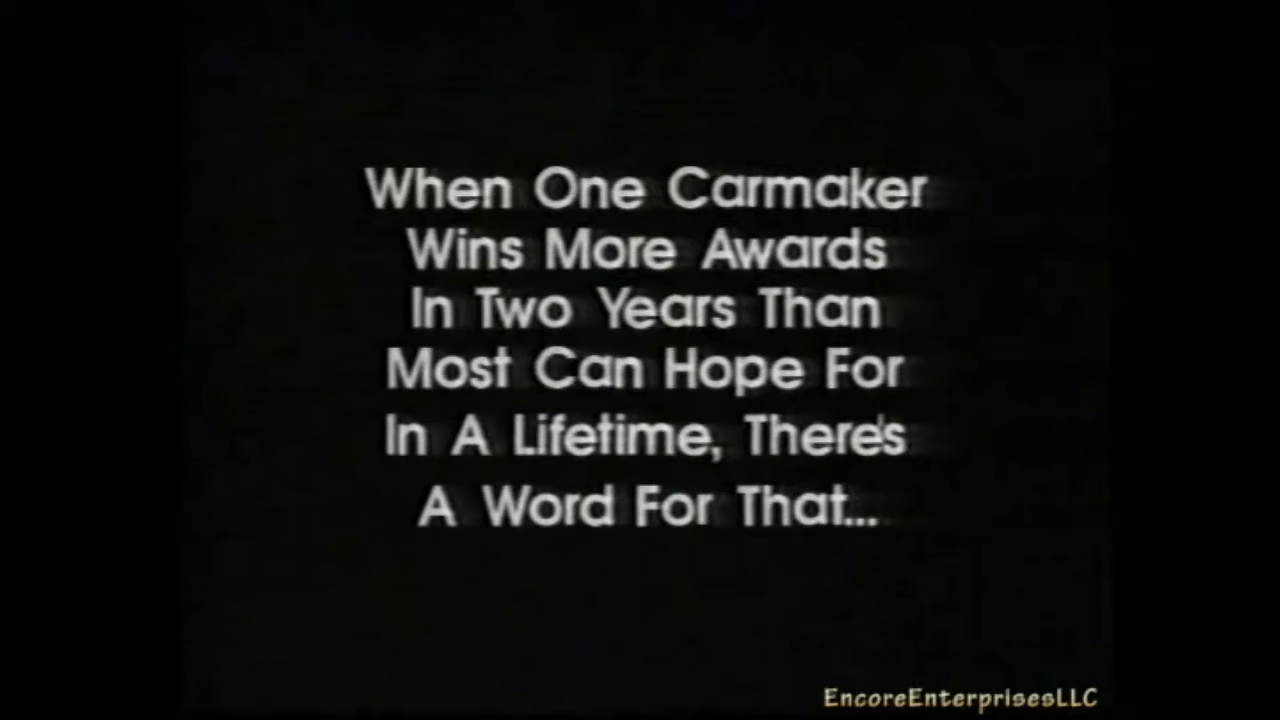 When One Carmaker
Wins More Awards
In Two Years Than
Most Can Hope For
In A Lifetime, There's
A Word For That...
EncoreEnterprisesLLC